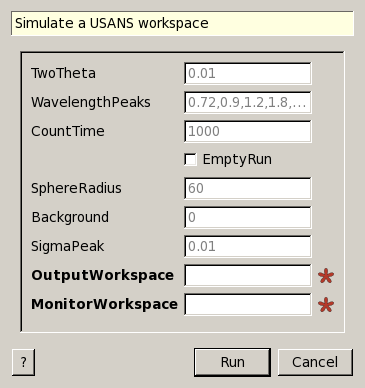 Simulate a USANS workspace
TwoTheta 0.01
WavelengthPeaks 0.72,0.9,1.2,1.8,...
CountTime 1000
EmptyRun
SphereRadius 60
Background 0
SigmaPeak 0.01
OutputWorkspace *
MonitorWorkspace *
? Run Cancel